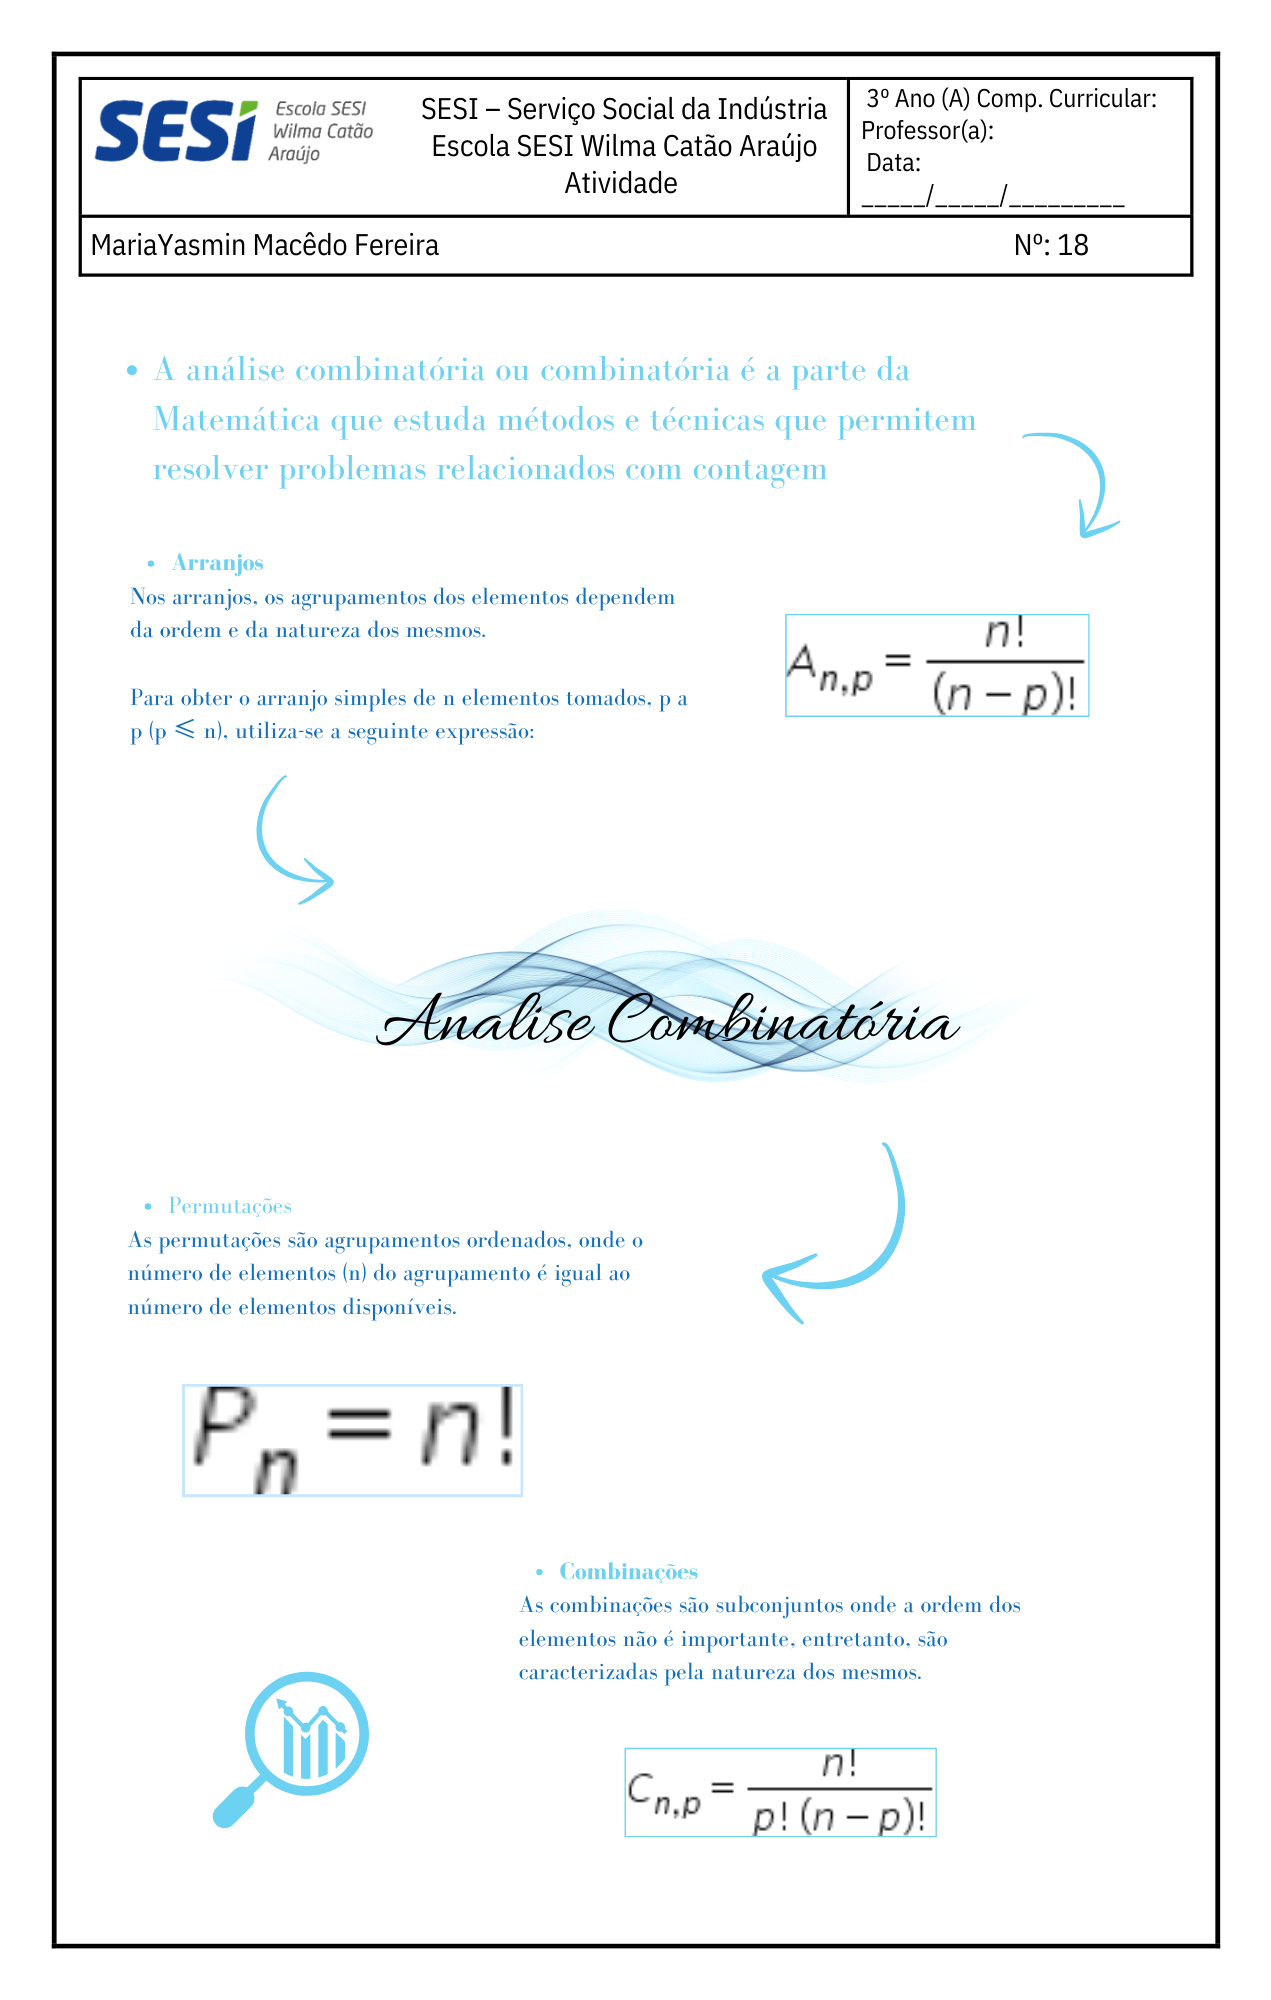 SESI
Escola SESI
Wilma Catão
Araújo
SESI – Serviço Social da Indústria
Escola SESI Wilma Catão Araújo
Atividade
3º Ano (A) Comp. Curricular:
Professor(a):
Data:
_____/_____/_________
MariaYasmin Macêdo Fereira Nº: 18
• A análise combinatória ou combinatória é a parte da
Matemática que estuda métodos e técnicas que permitem
resolver problemas relacionados com contagem
• Arranjos
Nos arranjos, os agrupamentos dos elementos dependem
da ordem e da natureza dos mesmos.
Para obter o arranjo simples de n elementos tomados, p a
p (p ⩽ n), utiliza-se a seguinte expressão:
A_{n,p} = n! / (n – p)!
Analise Combinatória
• Permutações
As permutações são agrupamentos ordenados, onde o
número de elementos (n) do agrupamento é igual ao
número de elementos disponíveis.
P_n = n!
• Combinações
As combinações são subconjuntos onde a ordem dos
elementos não é importante, entretanto, são
caracterizadas pela natureza dos mesmos.
C_{n,p} = n! / p! (n – p)!